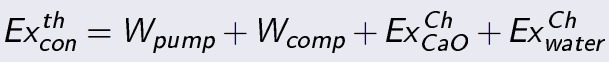 Ex^{th}_{con} = W_{pump} + W_{comp} + Ex^{Ch}_{CaO} + Ex^{Ch}_{water}